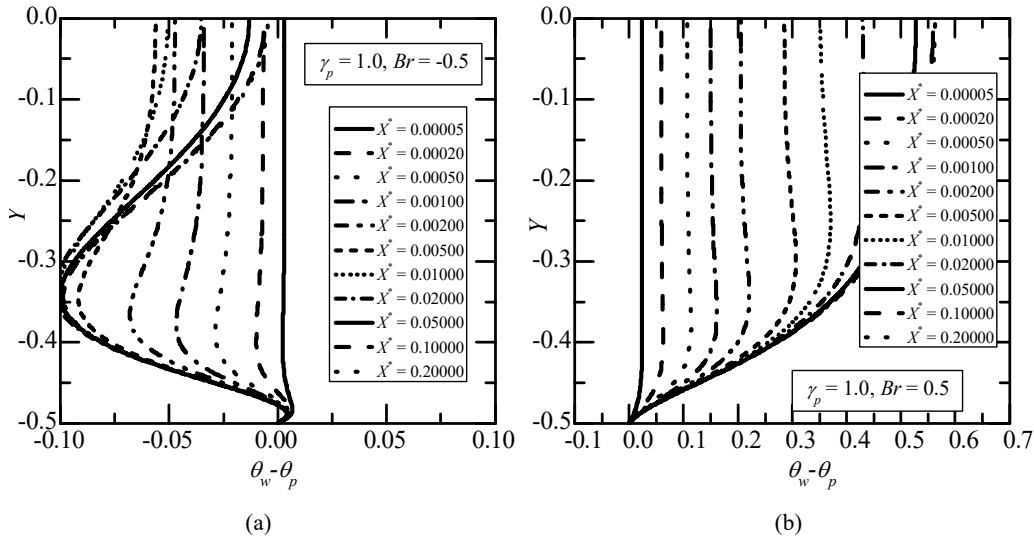 0.0
-0.1
-0.2
-0.3
-0.4
-0.5
Y
-0.10
-0.05
0.00
0.05
0.10
θw-θp
γp = 1.0, Br = -0.5
X* = 0.00005
X* = 0.00020
X* = 0.00050
X* = 0.00100
X* = 0.00200
X* = 0.00500
X* = 0.01000
X* = 0.02000
X* = 0.05000
X* = 0.10000
X* = 0.20000
(a)
0.0
-0.1
-0.2
-0.3
-0.4
-0.5
Y
-0.1
0.0
0.1
0.2
0.3
0.4
0.5
0.6
0.7
θw-θp
X* = 0.00005
X* = 0.00020
X* = 0.00050
X* = 0.00100
X* = 0.00200
X* = 0.00500
X* = 0.01000
X* = 0.02000
X* = 0.05000
X* = 0.10000
X* = 0.20000
γp = 1.0, Br = 0.5
(b)